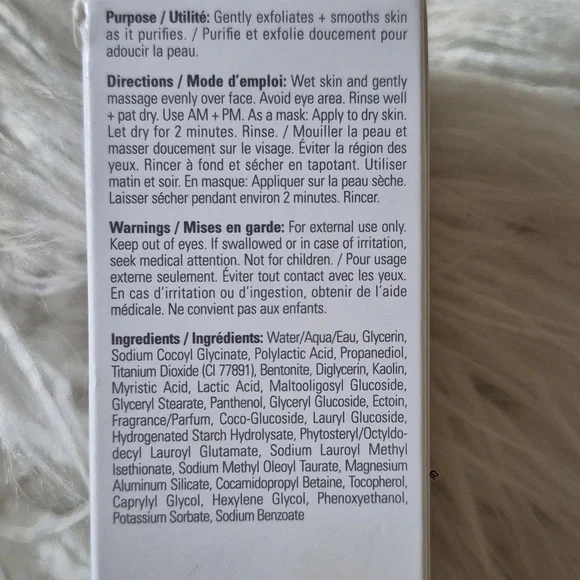 Purpose / Utilité: Gently exfoliates + smooths skin
as it purifies. / Purifie et exfolie doucement pour
adoucir la peau.
Directions / Mode d'emploi: Wet skin and gently
massage evenly over face. Avoid eye area. Rinse well
+ pat dry. Use AM + PM. As a mask: Apply to dry skin.
Let dry for 2 minutes. Rinse. / Mouiller la peau et
masser doucement sur le visage. Éviter la région des
yeux. Rincer à fond et sécher en tapotant. Utiliser
matin et soir. En masque: Appliquer sur la peau sèche.
Laisser sécher pendant environ 2 minutes. Rincer.
Warnings / Mises en garde: For external use only.
Keep out of eyes. If swallowed or in case of irritation,
seek medical attention. Not for children. / Pour usage
externe seulement. Éviter tout contact avec les yeux.
En cas d'irritation ou d'ingestion, obtenir de l'aide
médicale. Ne convient pas aux enfants.
Ingredients / Ingrédients: Water/Aqua/Eau, Glycerin,
Sodium Cocoyl Glycinate, Polylactic Acid, Propanediol,
Titanium Dioxide (CI 77891), Bentonite, Diglycerin, Kaolin,
Myristic Acid, Lactic Acid, Maltooligosyl Glucoside,
Glyceryl Stearate, Panthenol, Glyceryl Glucoside, Ectoin,
Fragrance/Parfum, Coco-Glucoside, Lauryl Glucoside,
Hydrogenated Starch Hydrolysate, Phytosteryl/Octyldo-
decyl Lauroyl Glutamate, Sodium Lauroyl Methyl
Isethionate, Sodium Methyl Oleoyl Taurate, Magnesium
Aluminum Silicate, Cocamidopropyl Betaine, Tocopherol,
Caprylyl Glycol, Hexylene Glycol, Phenoxyethanol,
Potassium Sorbate, Sodium Benzoate